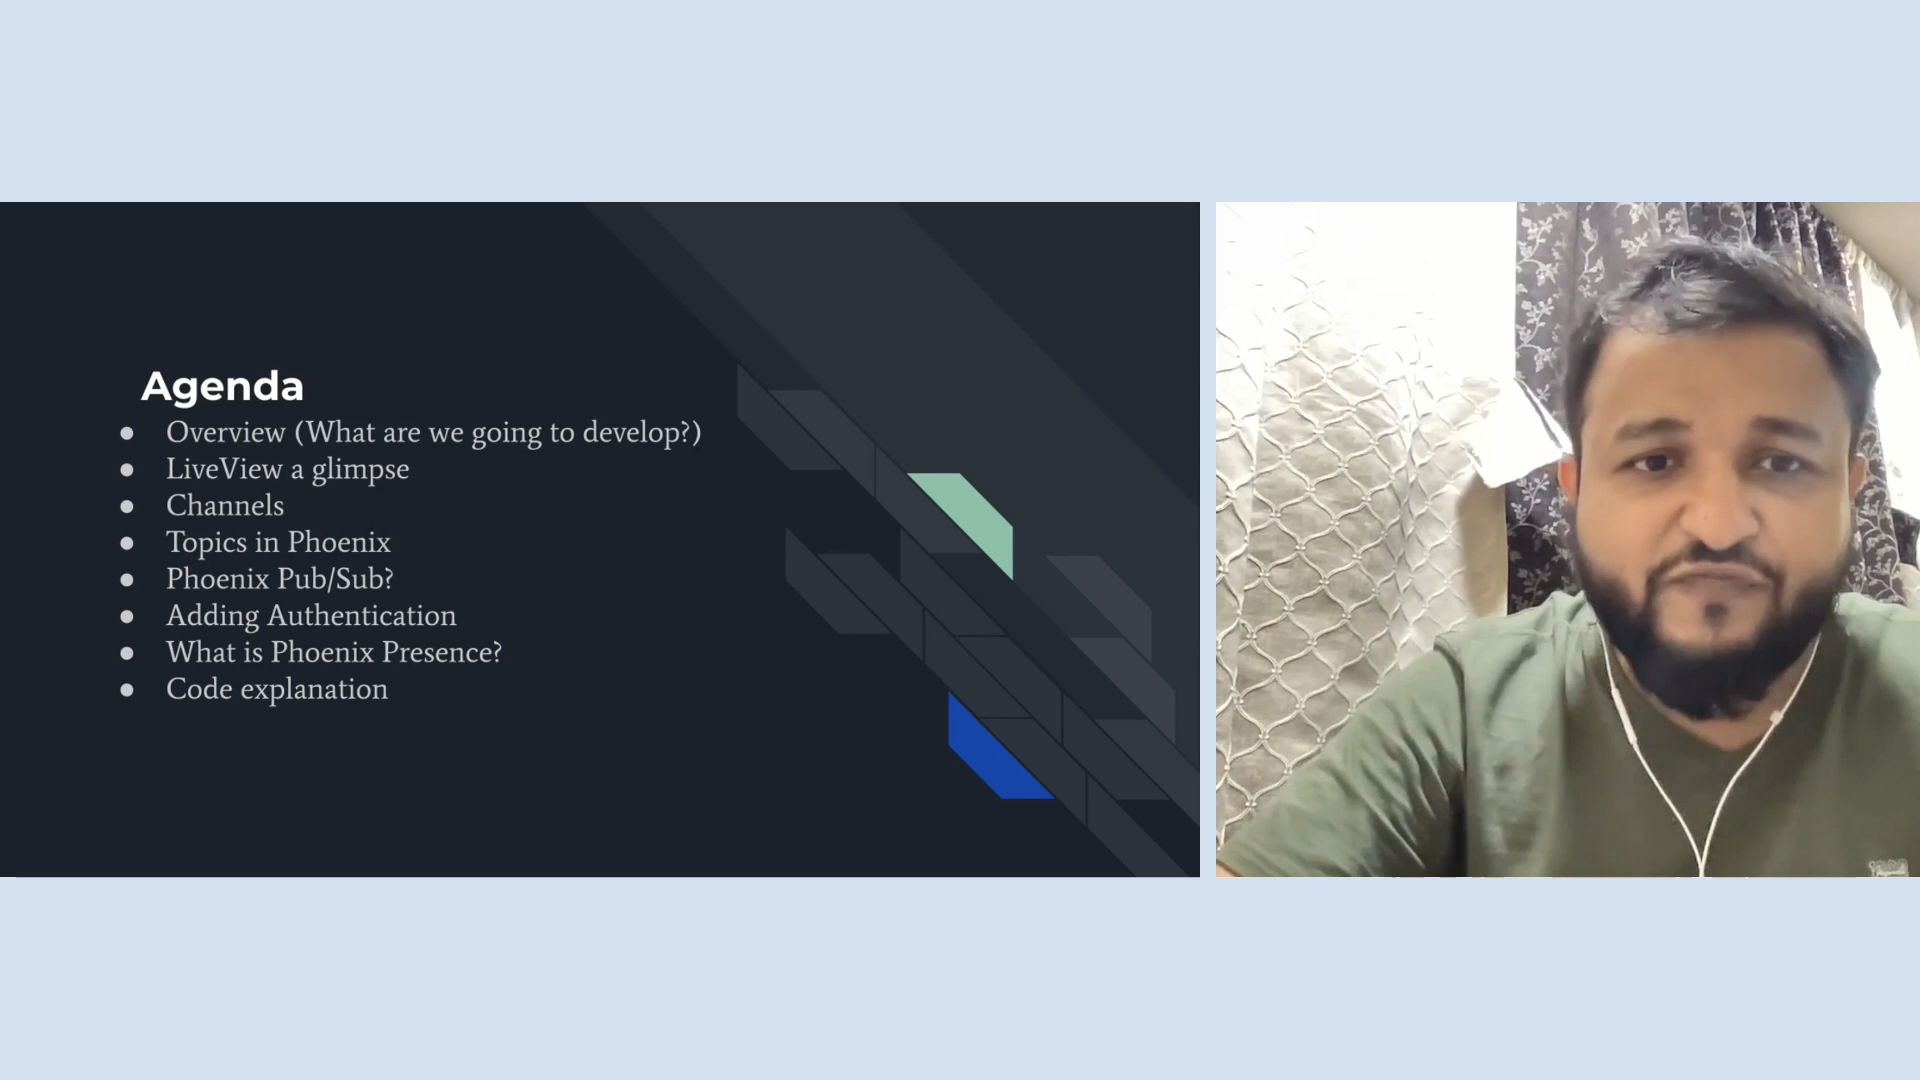 Agenda
● Overview (What are we going to develop?)
● LiveView a glimpse
● Channels
● Topics in Phoenix
● Phoenix Pub/Sub?
● Adding Authentication
● What is Phoenix Presence?
● Code explanation